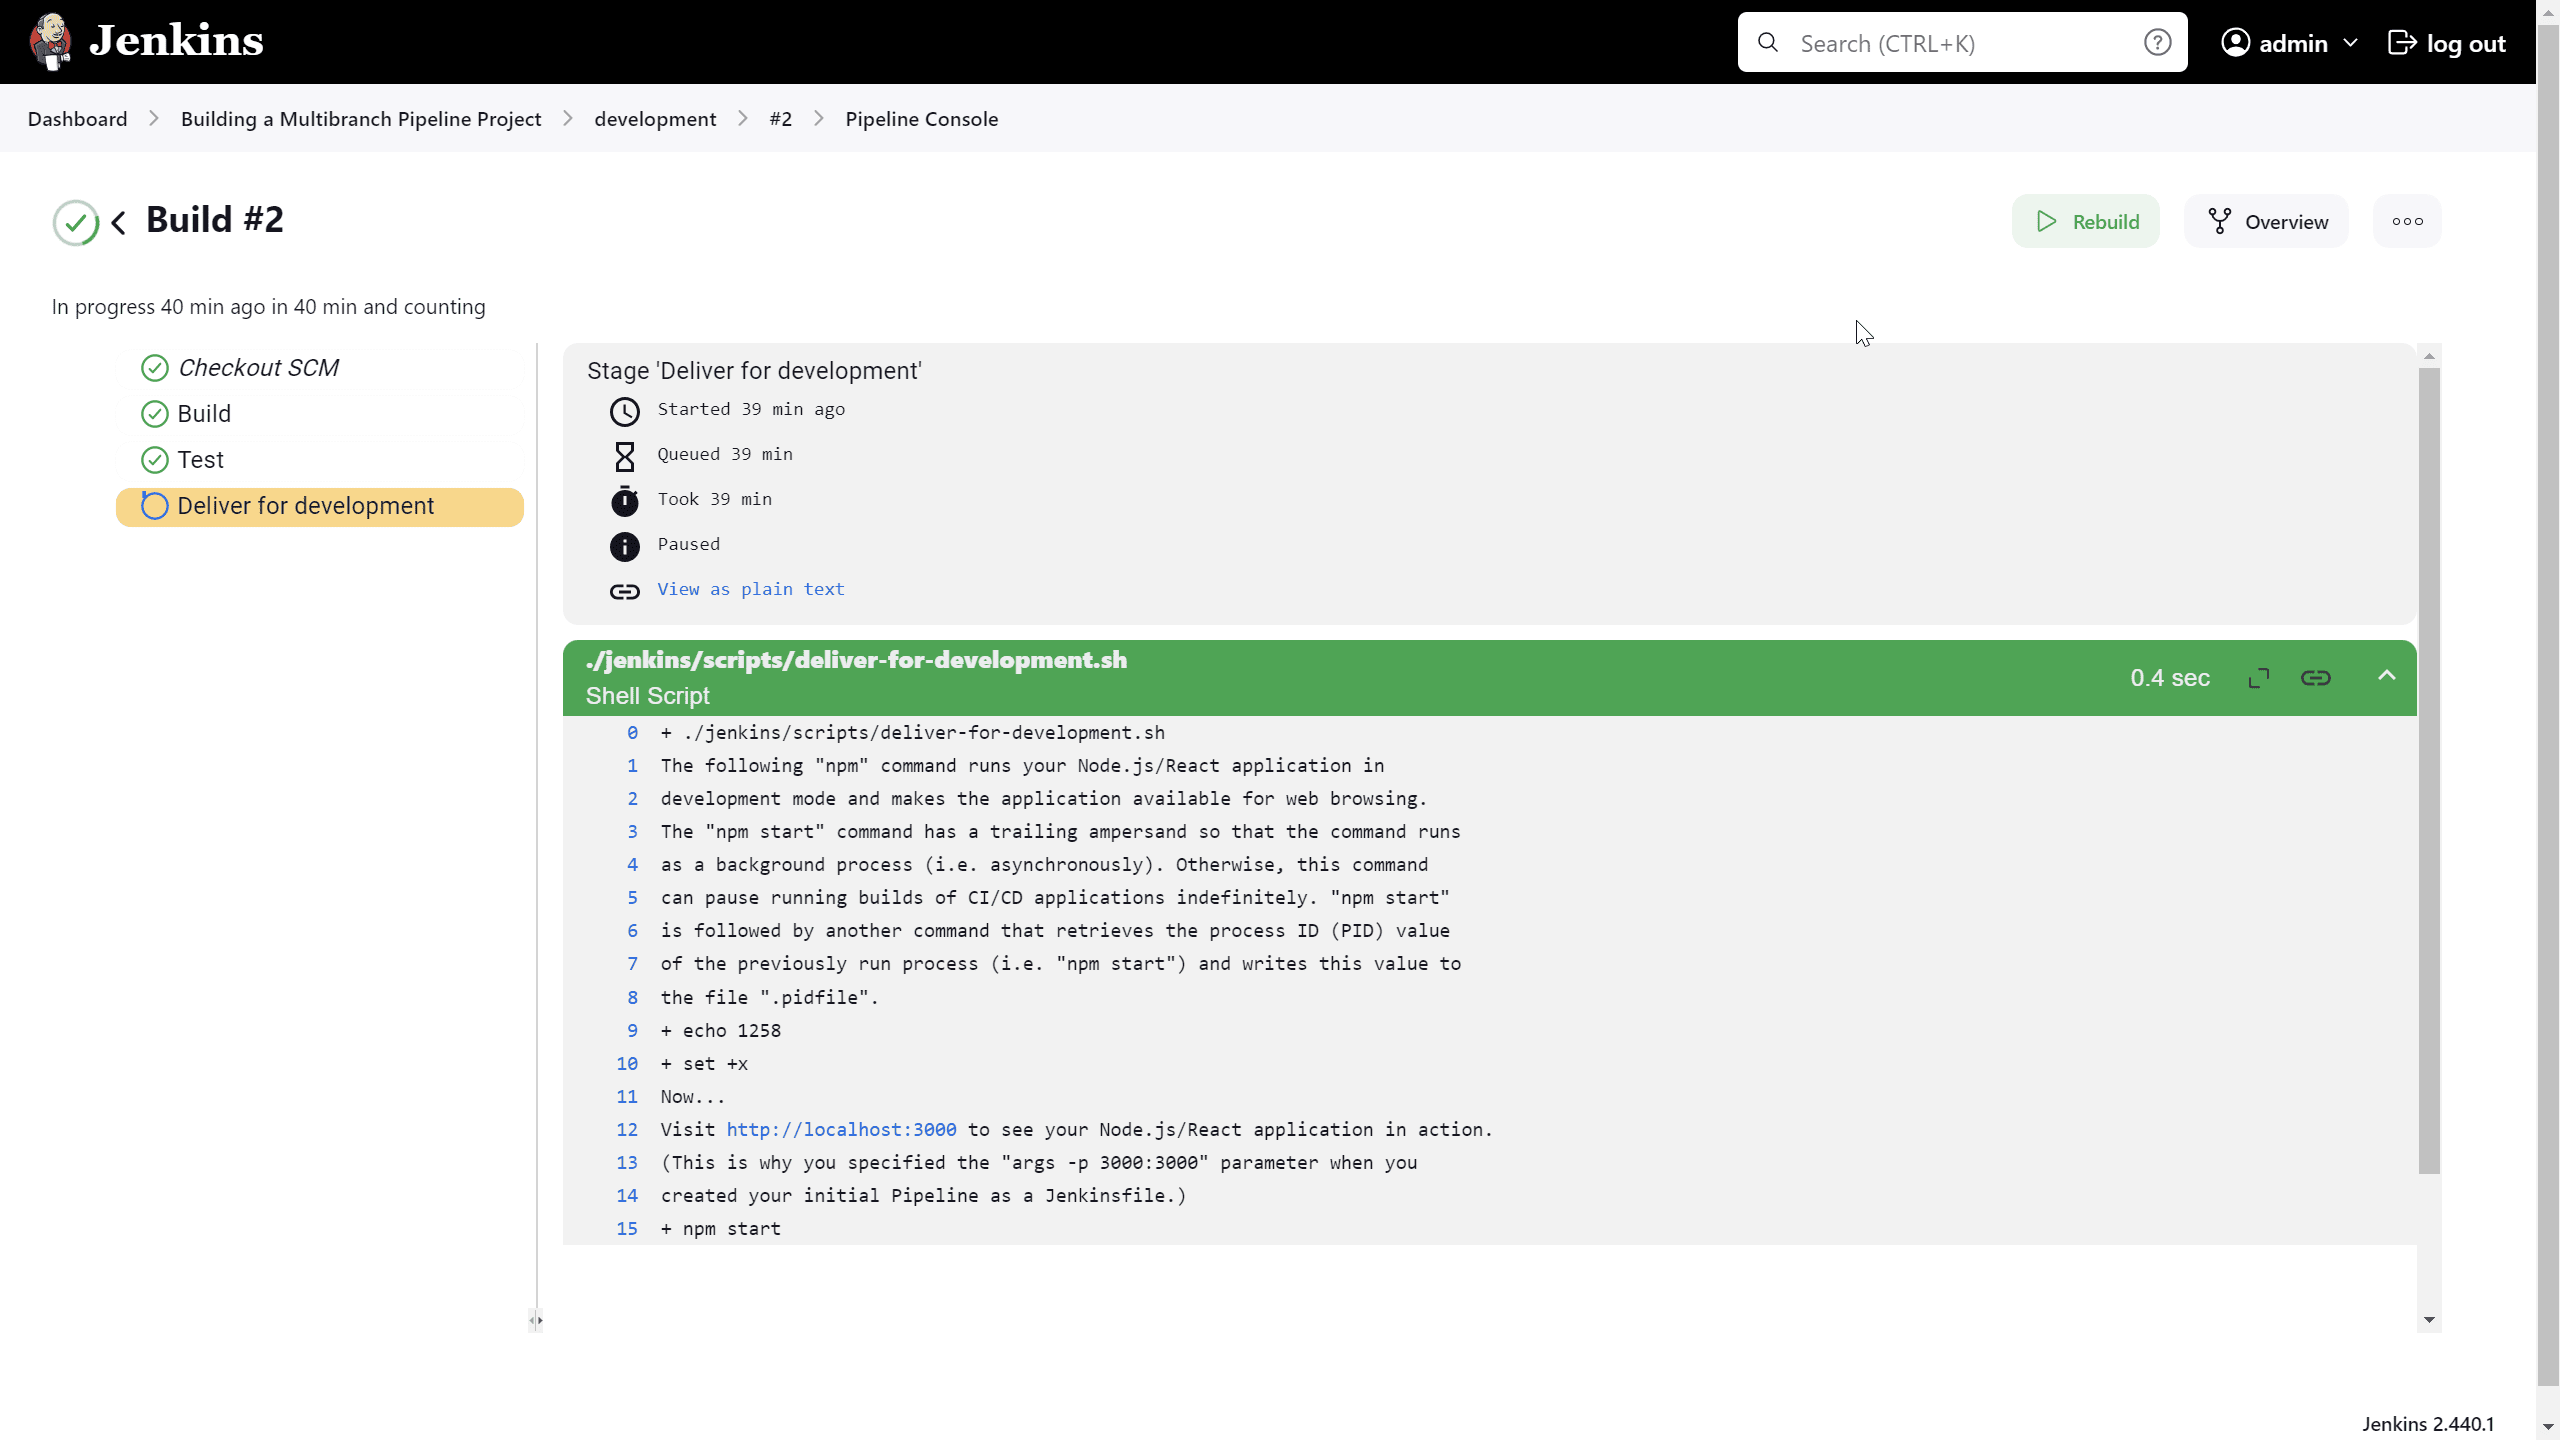 Jenkins
Search (CTRL+K)
admin
log out
Dashboard
Building a Multibranch Pipeline Project
development
#2
Pipeline Console
Build #2
Rebuild
Overview
In progress 40 min ago in 40 min and counting
Checkout SCM
Build
Test
Deliver for development
Stage 'Deliver for development'
Started 39 min ago
Queued 39 min
Took 39 min
Paused
View as plain text
./jenkins/scripts/deliver-for-development.sh
Shell Script
0.4 sec
0 + ./jenkins/scripts/deliver-for-development.sh
1 The following "npm" command runs your Node.js/React application in
2 development mode and makes the application available for web browsing.
3 The "npm start" command has a trailing ampersand so that the command runs
4 as a background process (i.e. asynchronously). Otherwise, this command
5 can pause running builds of CI/CD applications indefinitely. "npm start"
6 is followed by another command that retrieves the process ID (PID) value
7 of the previously run process (i.e. "npm start") and writes this value to
8 the file ".pidfile".
9 + echo 1258
10 + set +x
11 Now...
12 Visit http://localhost:3000 to see your Node.js/React application in action.
13 (This is why you specified the "args -p 3000:3000" parameter when you
14 created your initial Pipeline as a Jenkinsfile.)
15 + npm start
Jenkins 2.440.1